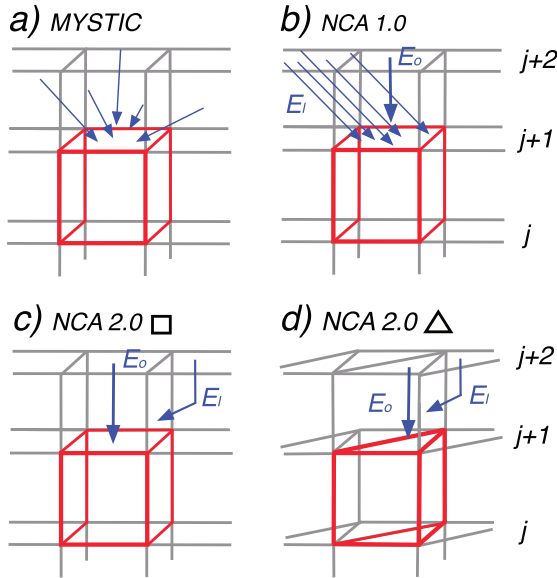 a) MYSTIC
b) NCA 1.0
Eo
El
j+2
j+1
j
c) NCA 2.0 □
Eo
El
d) NCA 2.0 △
Eo
El
j+2
j+1
j